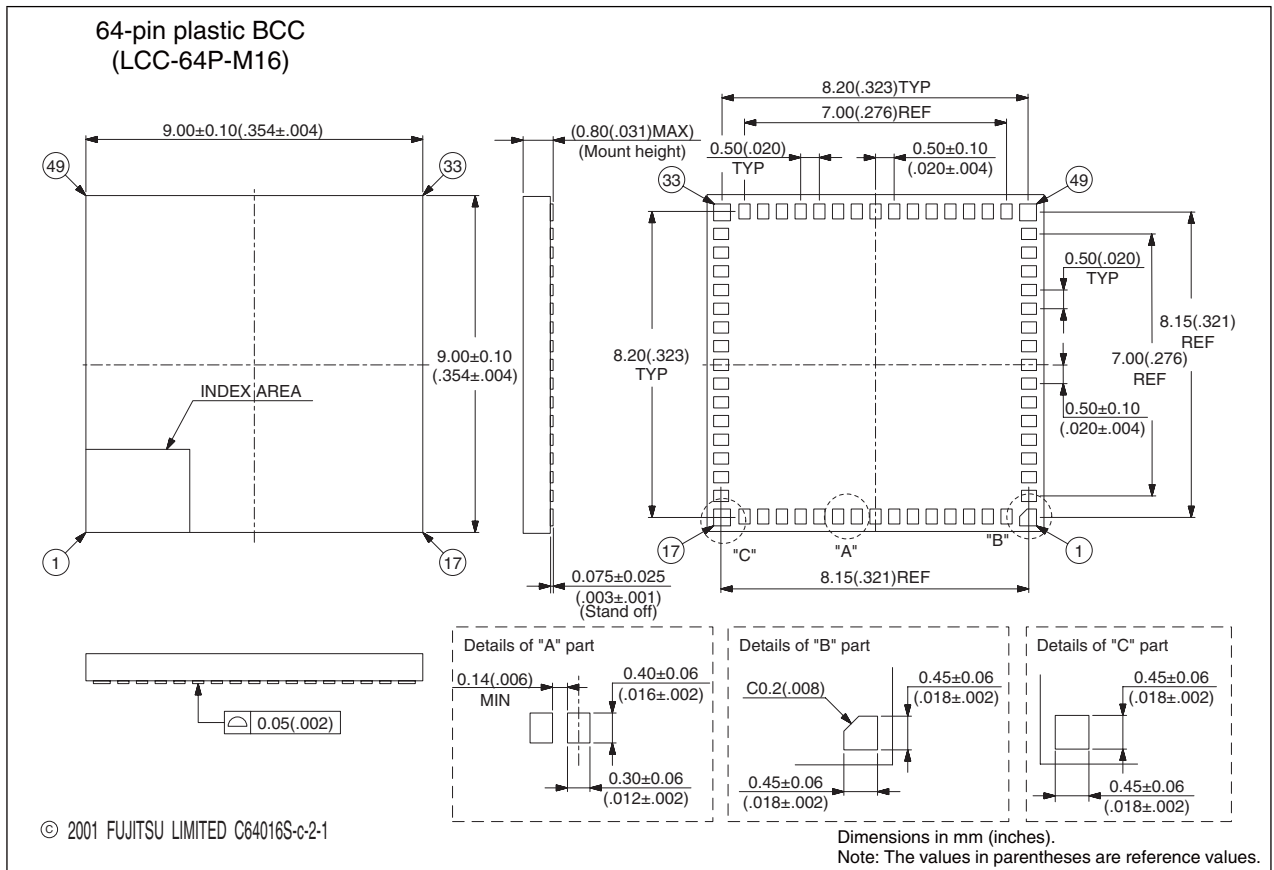 64-pin plastic BCC
(LCC-64P-M16)
9.00±0.10(.354±.004)
49
33
9.00±0.10
(.354±.004)
INDEX AREA
1
17
(0.80(.031)MAX)
(Mount height)
0.075±0.025
(.003±.001)
(Stand off)
8.20(.323)TYP
7.00(.276)REF
0.50(.020)
TYP
0.50±0.10
(.020±.004)
33
49
0.50(.020)
TYP
8.20(.323)
TYP
8.15(.321)
REF
7.00(.276)
REF
0.50±0.10
(.020±.004)
17
"C"
"A"
"B"
1
8.15(.321)REF
0.05(.002)
Details of "A" part
0.14(.006)
MIN
0.40±0.06
(.016±.002)
0.30±0.06
(.012±.002)
Details of "B" part
C0.2(.008)
0.45±0.06
(.018±.002)
0.45±0.06
(.018±.002)
Details of "C" part
0.45±0.06
(.018±.002)
0.45±0.06
(.018±.002)
© 2001 FUJITSU LIMITED C64016S-c-2-1
Dimensions in mm (inches).
Note: The values in parentheses are reference values.